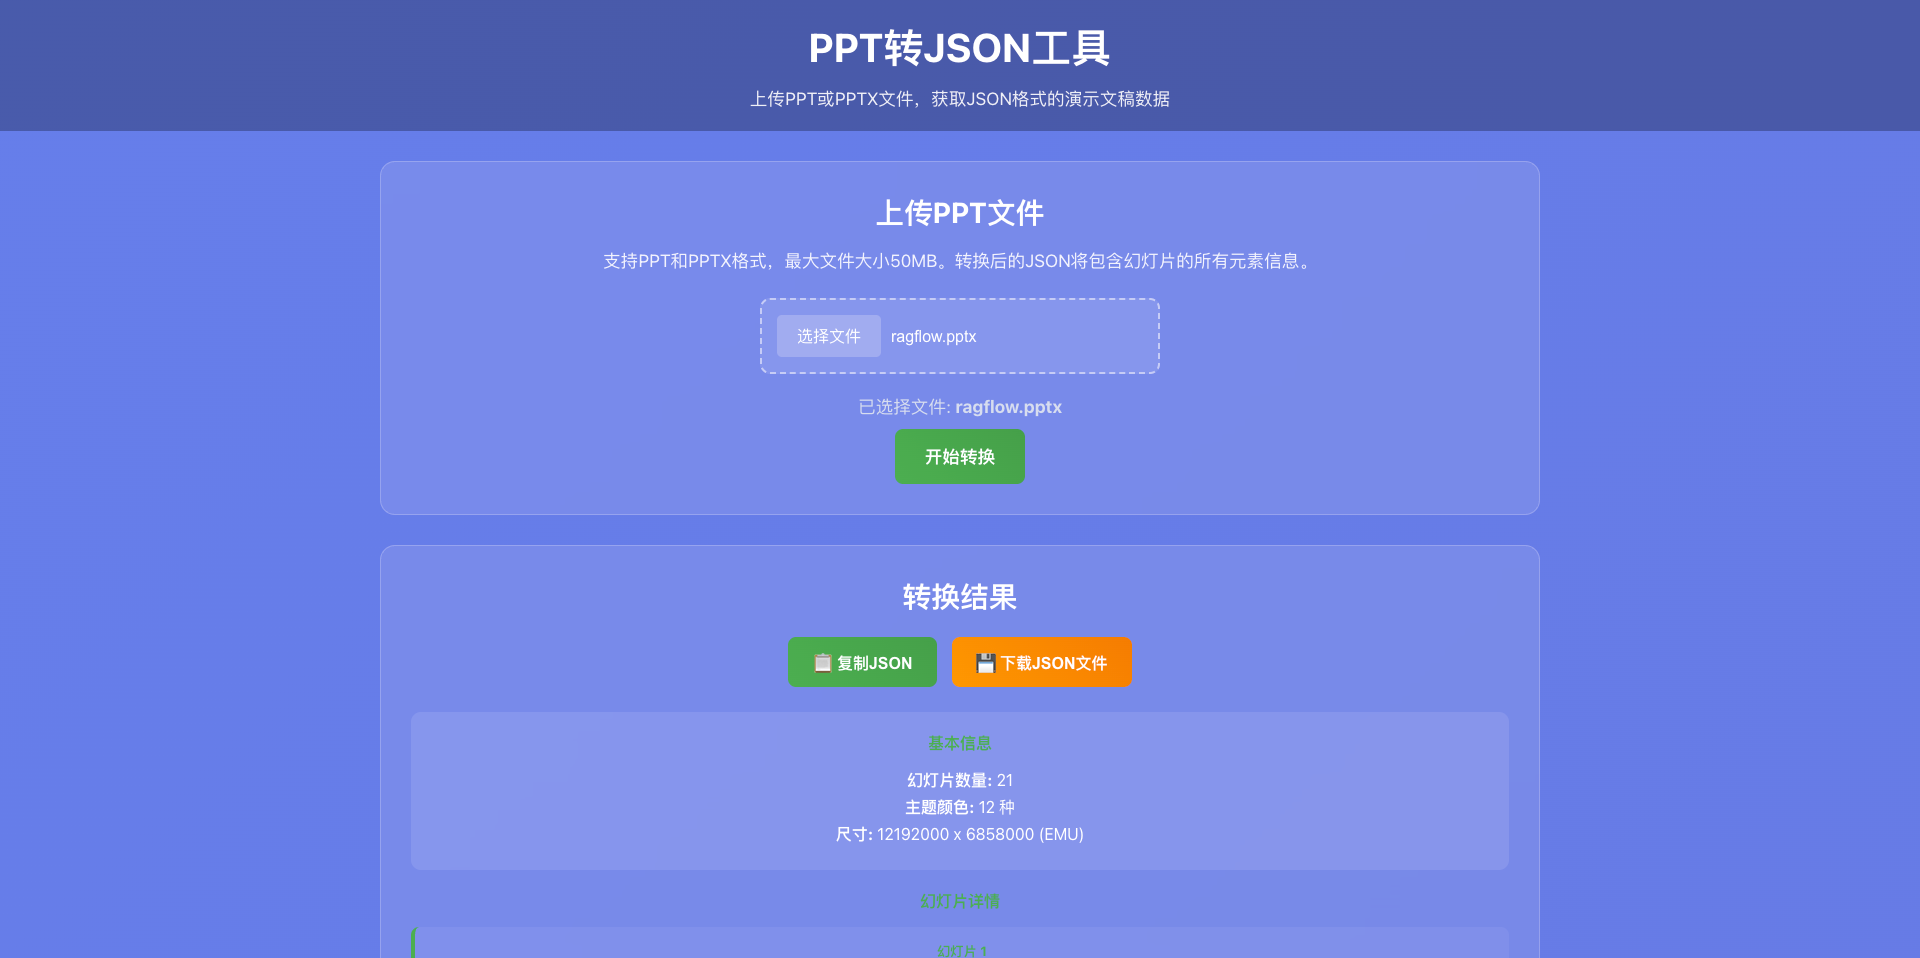 PPT转JSON工具
上传PPT或PPTX文件，获取JSON格式的演示文稿数据
上传PPT文件
支持PPT和PPTX格式，最大文件大小50MB。转换后的JSON将包含幻灯片的所有元素信息。
选择文件 ragflow.pptx
已选择文件: ragflow.pptx
开始转换
转换结果
📋 复制JSON 💾 下载JSON文件
基本信息
幻灯片数量: 21
主题颜色: 12 种
尺寸: 12192000 x 6858000 (EMU)
幻灯片详情
幻灯片 1